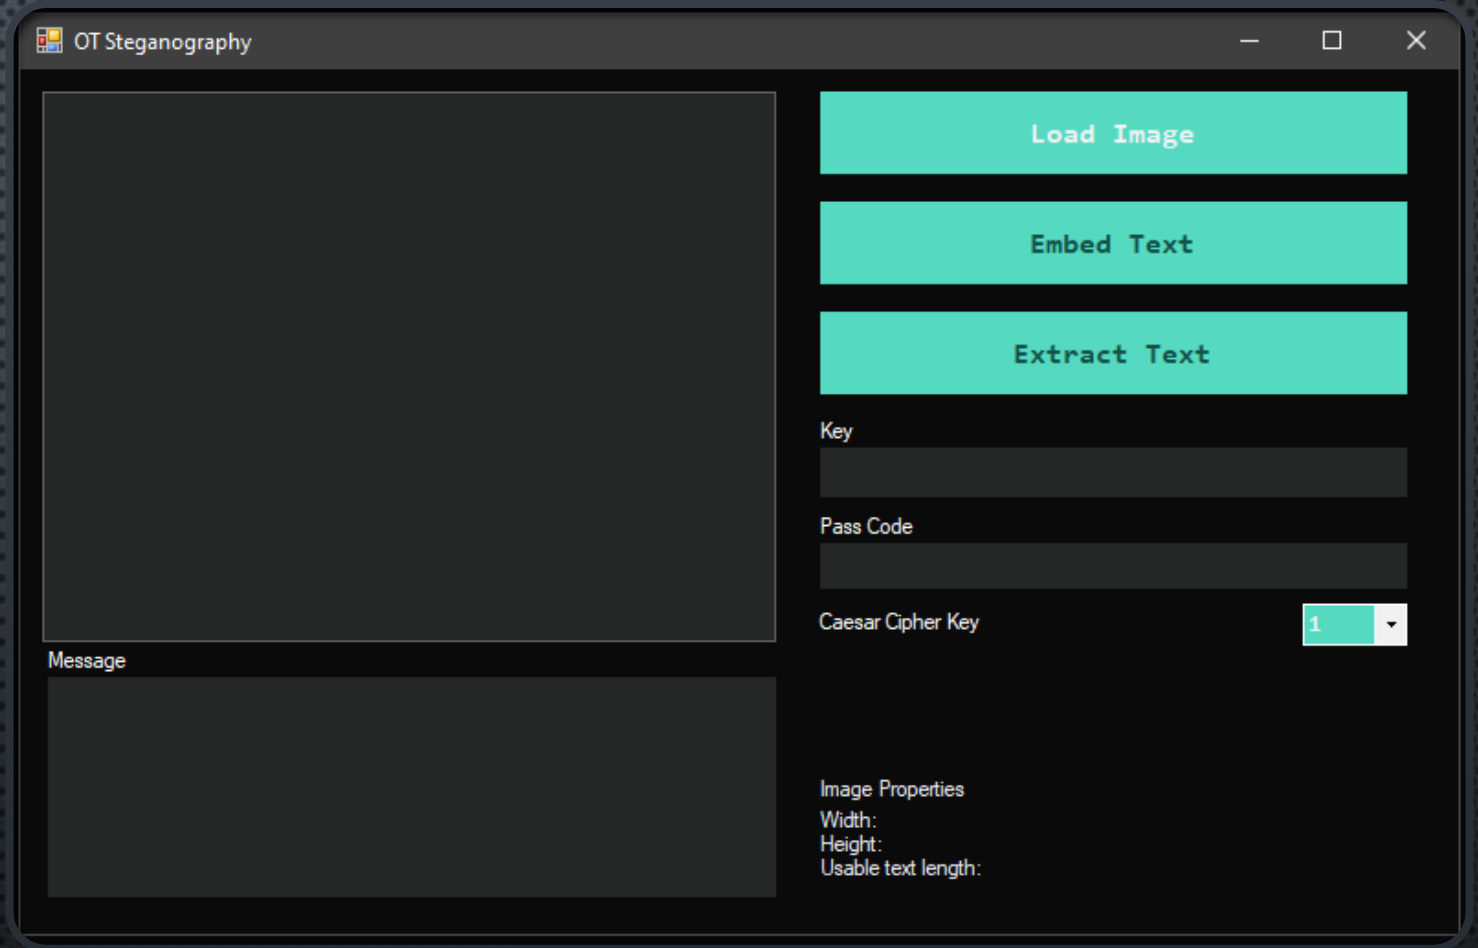 OT Steganography
Load Image
Embed Text
Extract Text
Key
Pass Code
Caesar Cipher Key
1
Message
Image Properties
Width:
Height:
Usable text length: